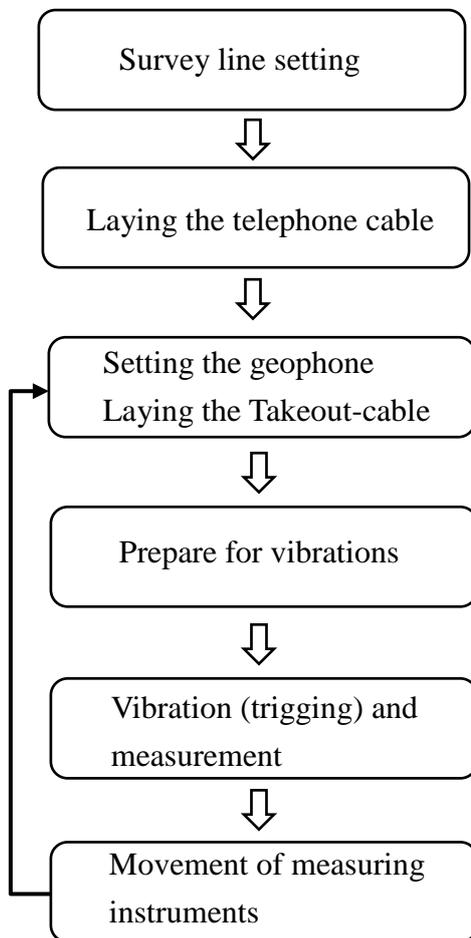 Survey line setting
Laying the telephone cable
Setting the geophone
Laying the Takeout-cable
Prepare for vibrations
Vibration (trigging) and
measurement
Movement of measuring
instruments